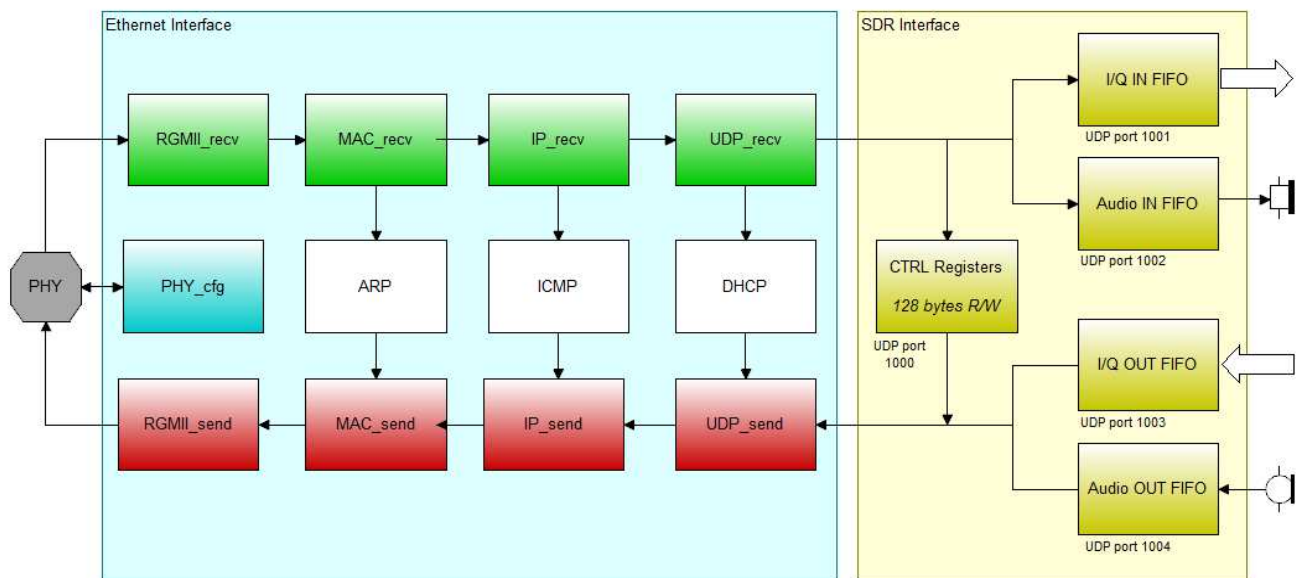 Ethernet Interface
SDR Interface
RGMII_recv
MAC_recv
IP_recv
UDP_recv
I/Q IN FIFO
UDP port 1001
Audio IN FIFO
UDP port 1002
PHY
PHY_cfg
ARP
ICMP
DHCP
CTRL Registers
128 bytes R/W
UDP port
1000
I/Q OUT FIFO
UDP port 1003
RGMII_send
MAC_send
IP_send
UDP_send
Audio OUT FIFO
UDP port 1004